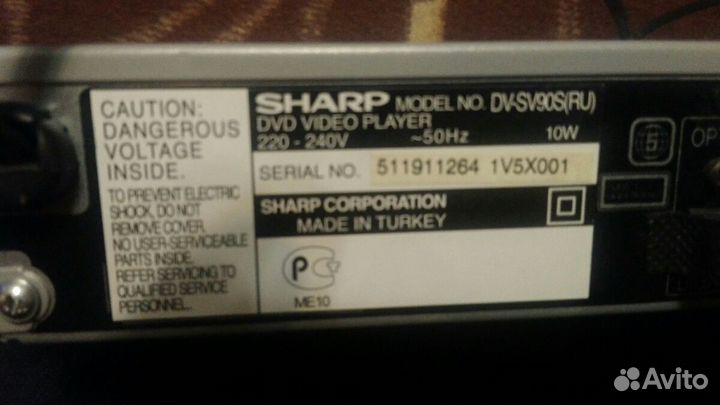 CAUTION:
DANGEROUS
VOLTAGE
INSIDE.
TO PREVENT ELECTRIC
SHOCK, DO NOT
REMOVE COVER.
NO USER-SERVICEABLE
PARTS INSIDE.
REFER SERVICING TO
QUALIFIED SERVICE
PERSONNEL.
SHARP MODEL NO. DV-SV90S(RU)
DVD VIDEO PLAYER
220 - 240V ~50Hz 10W
SERIAL NO. 511911264 1V5X001
SHARP CORPORATION
MADE IN TURKEY
ME10
OP
Avito